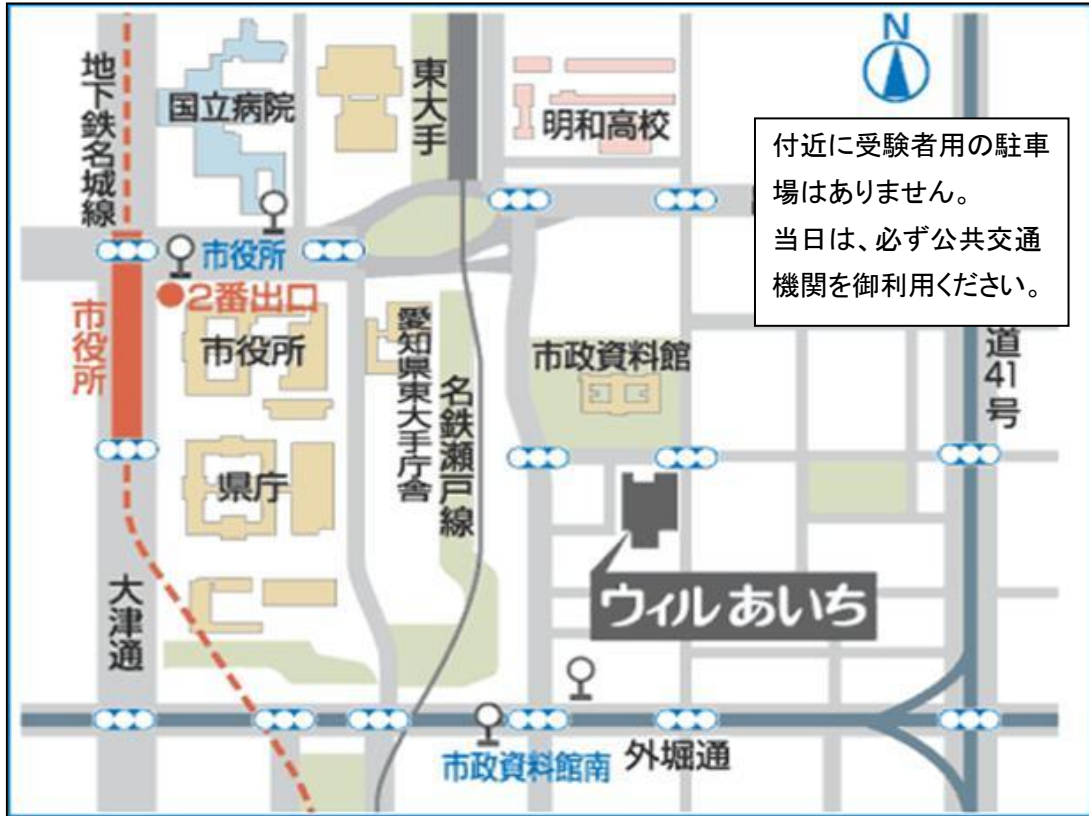 N
地下鉄名城線
国立病院
東大手
明和高校
付近に受験者用の駐車
場はありません。
当日は、必ず公共交通
機関を御利用ください。
市役所
2番出口
市役所
市役所
愛知県東大手庁舎
名鉄瀬戸線
市政資料館
道41号
県庁
ウィルあいち
大津通
市政資料館南
外堀通